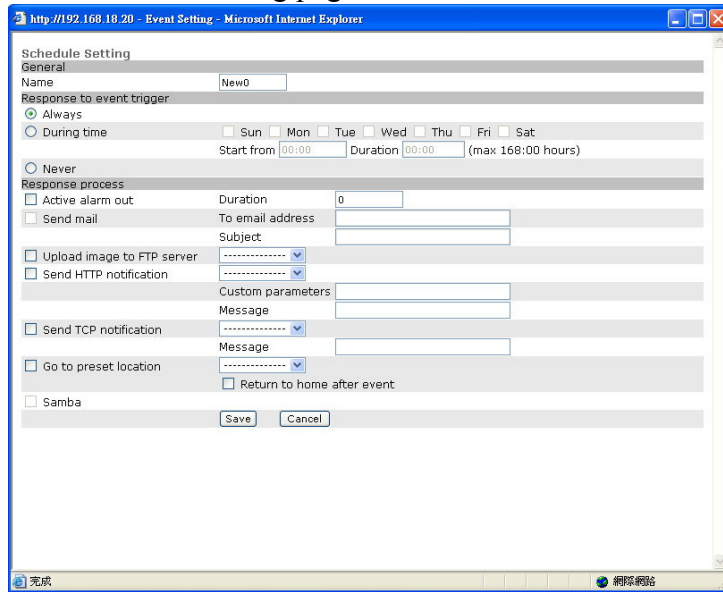 http://192.168.18.20 - Event Setting - Microsoft Internet Explorer
Schedule Setting
General
Name New0
Response to event trigger
Always
During time Sun Mon Tue Wed Thu Fri Sat
Start from 00:00 Duration 00:00 (max 168:00 hours)
Never
Response process
Active alarm out Duration 0
Send mail To email address
Subject
Upload image to FTP server --------------
Send HTTP notification --------------
Custom parameters
Message
Send TCP notification --------------
Message
Go to preset location --------------
Return to home after event
Samba
Save Cancel
完成 網際網路